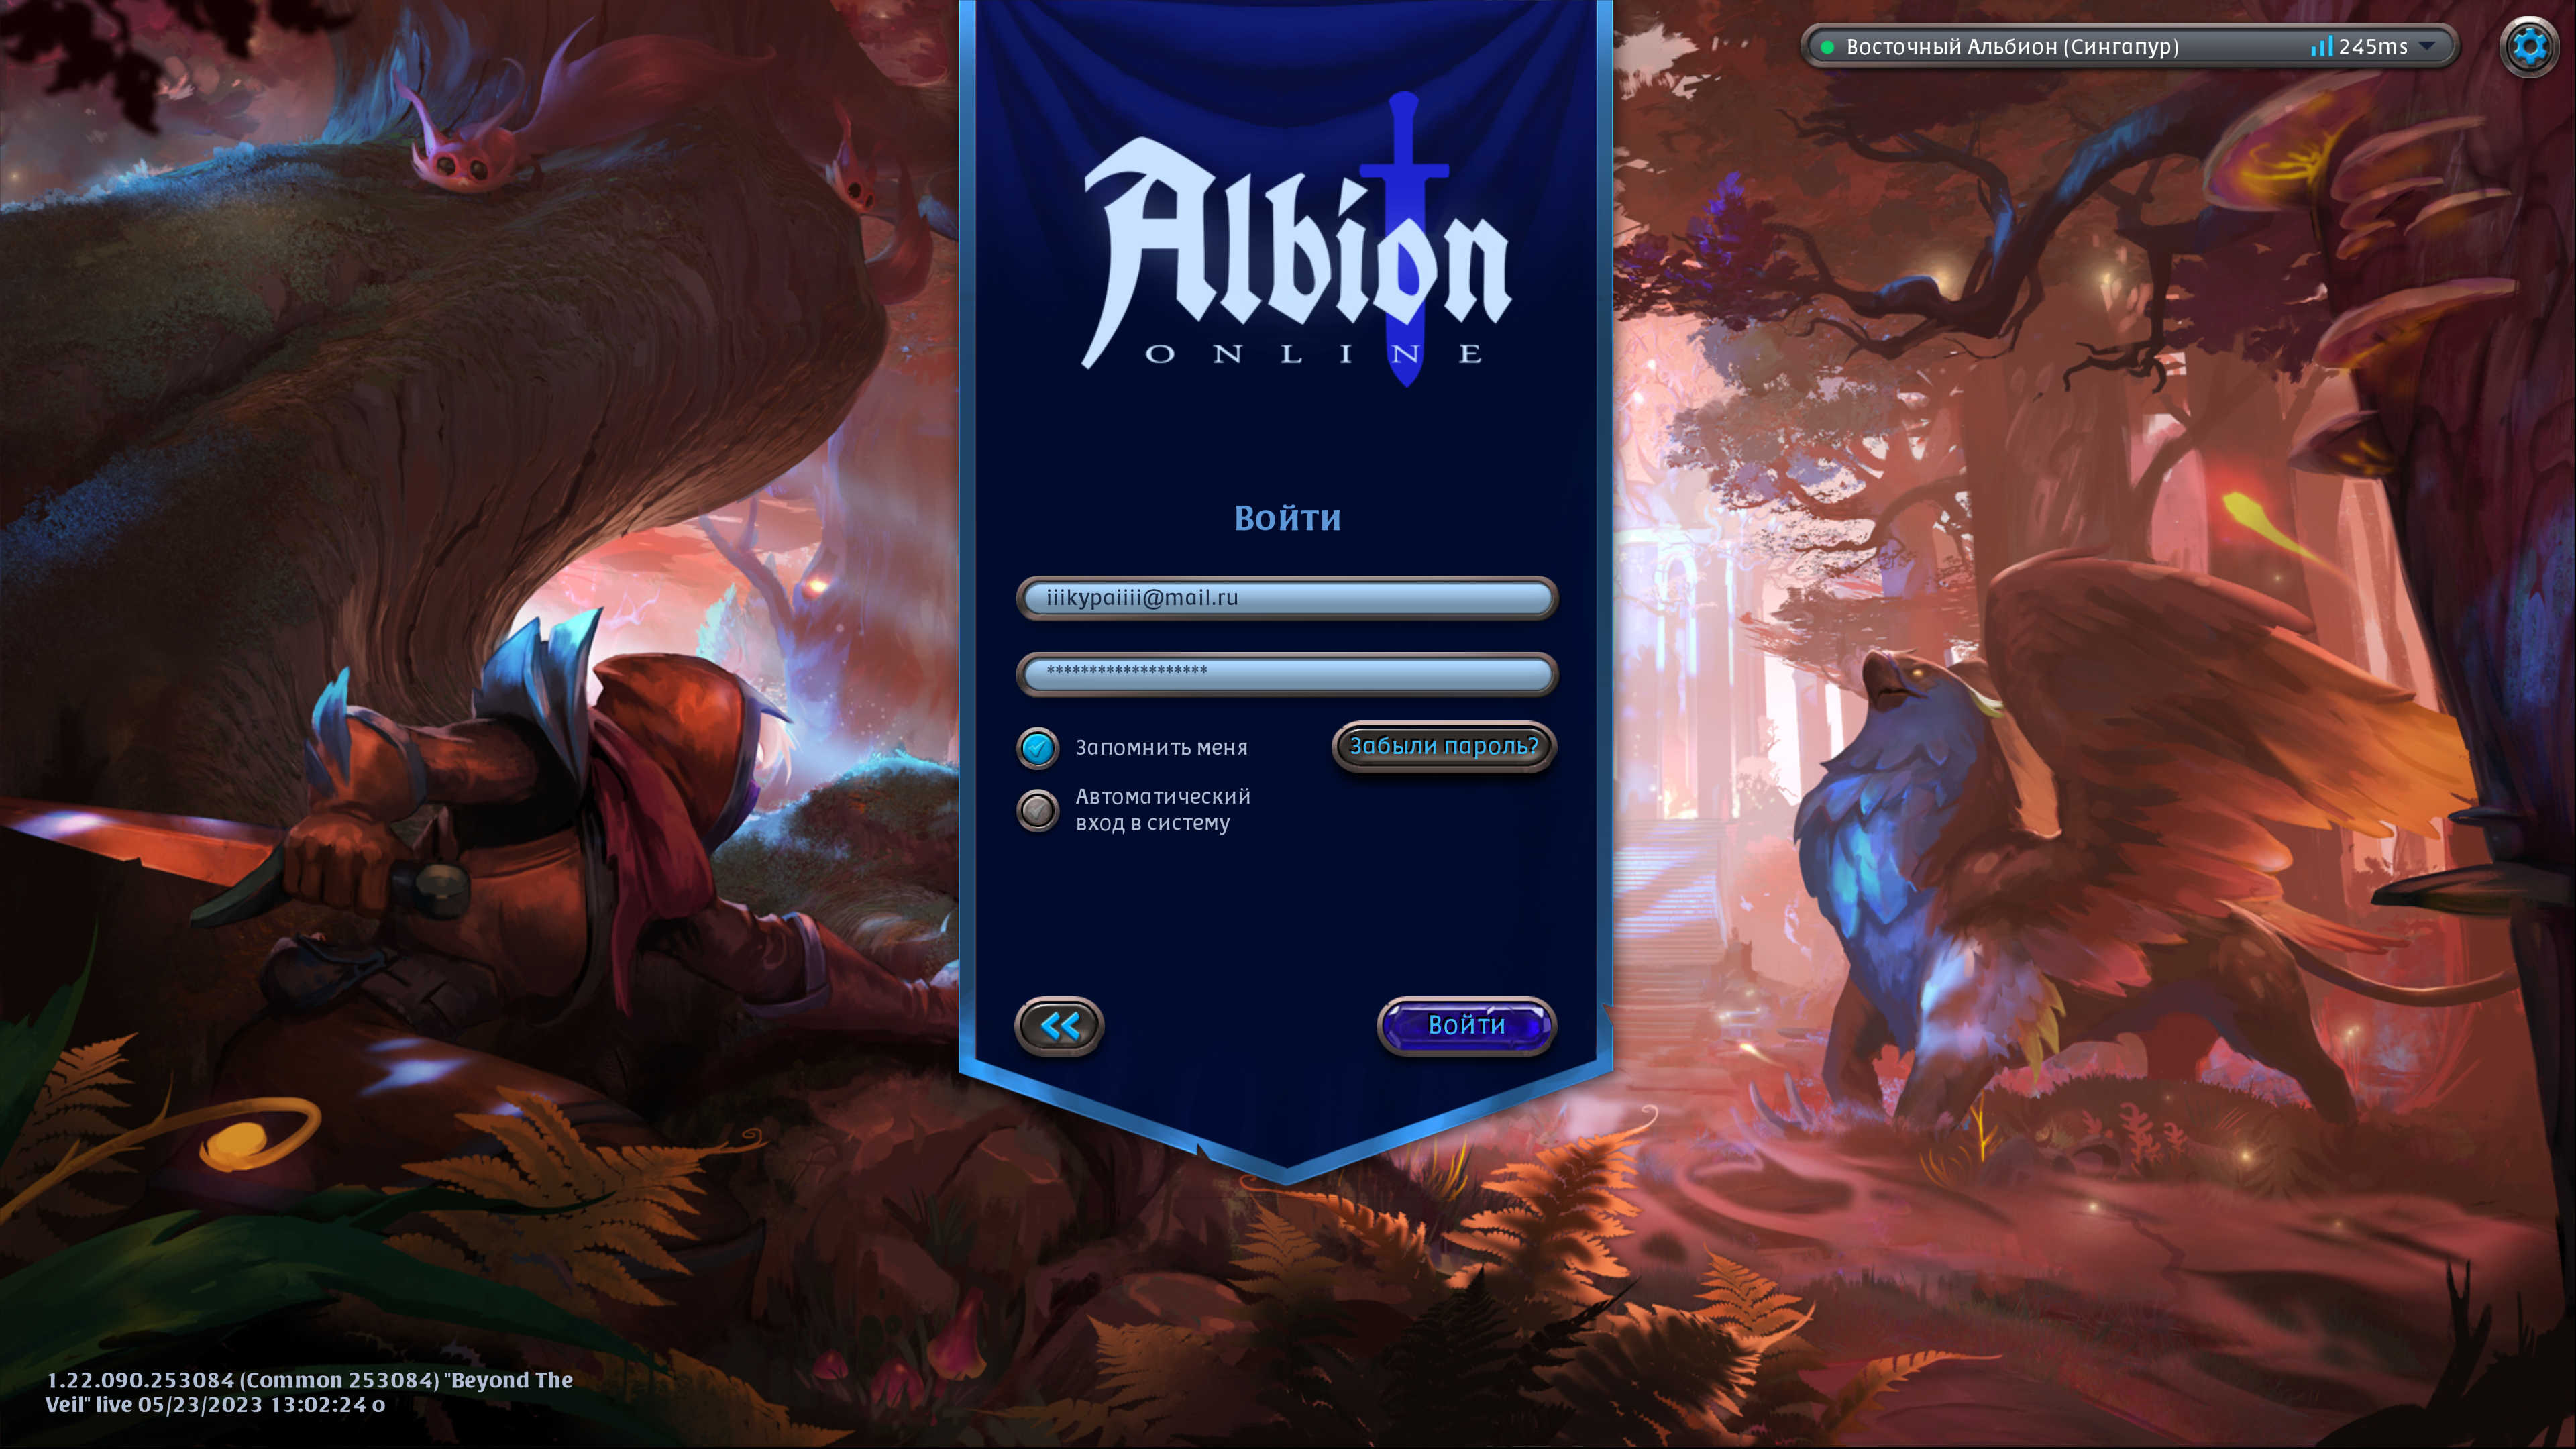 Восточный Альбион (Сингапур) 245ms
Albion
ONLINE
Войти
iiikypaiiii@mail.ru
*******************
Запомнить меня
Забыли пароль?
Автоматический
вход в систему
Войти
1.22.090.253084 (Common 253084) "Beyond The
Veil" live 05/23/2023 13:02:24 o